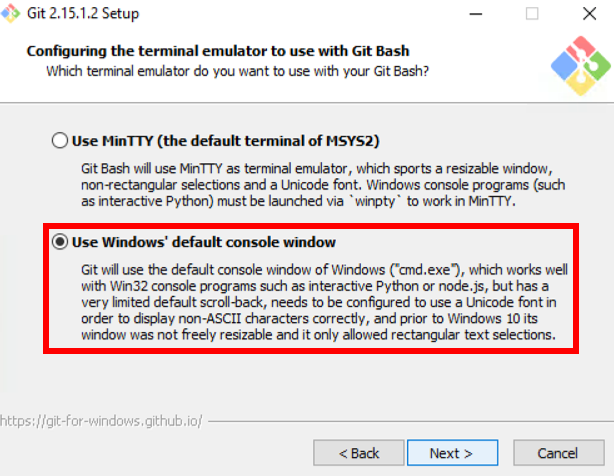 Git 2.15.1.2 Setup
Configuring the terminal emulator to use with Git Bash
Which terminal emulator do you want to use with your Git Bash?
Use MinTTY (the default terminal of MSYS2)
Git Bash will use MinTTY as terminal emulator, which sports a resizable window,
non-rectangular selections and a Unicode font. Windows console programs (such
as interactive Python) must be launched via `winpty` to work in MinTTY.
Use Windows' default console window
Git will use the default console window of Windows ("cmd.exe"), which works well
with Win32 console programs such as interactive Python or node.js, but has a
very limited default scroll-back, needs to be configured to use a Unicode font in
order to display non-ASCII characters correctly, and prior to Windows 10 its
window was not freely resizable and it only allowed rectangular text selections.
https://git-for-windows.github.io/
< Back
Next >
Cancel